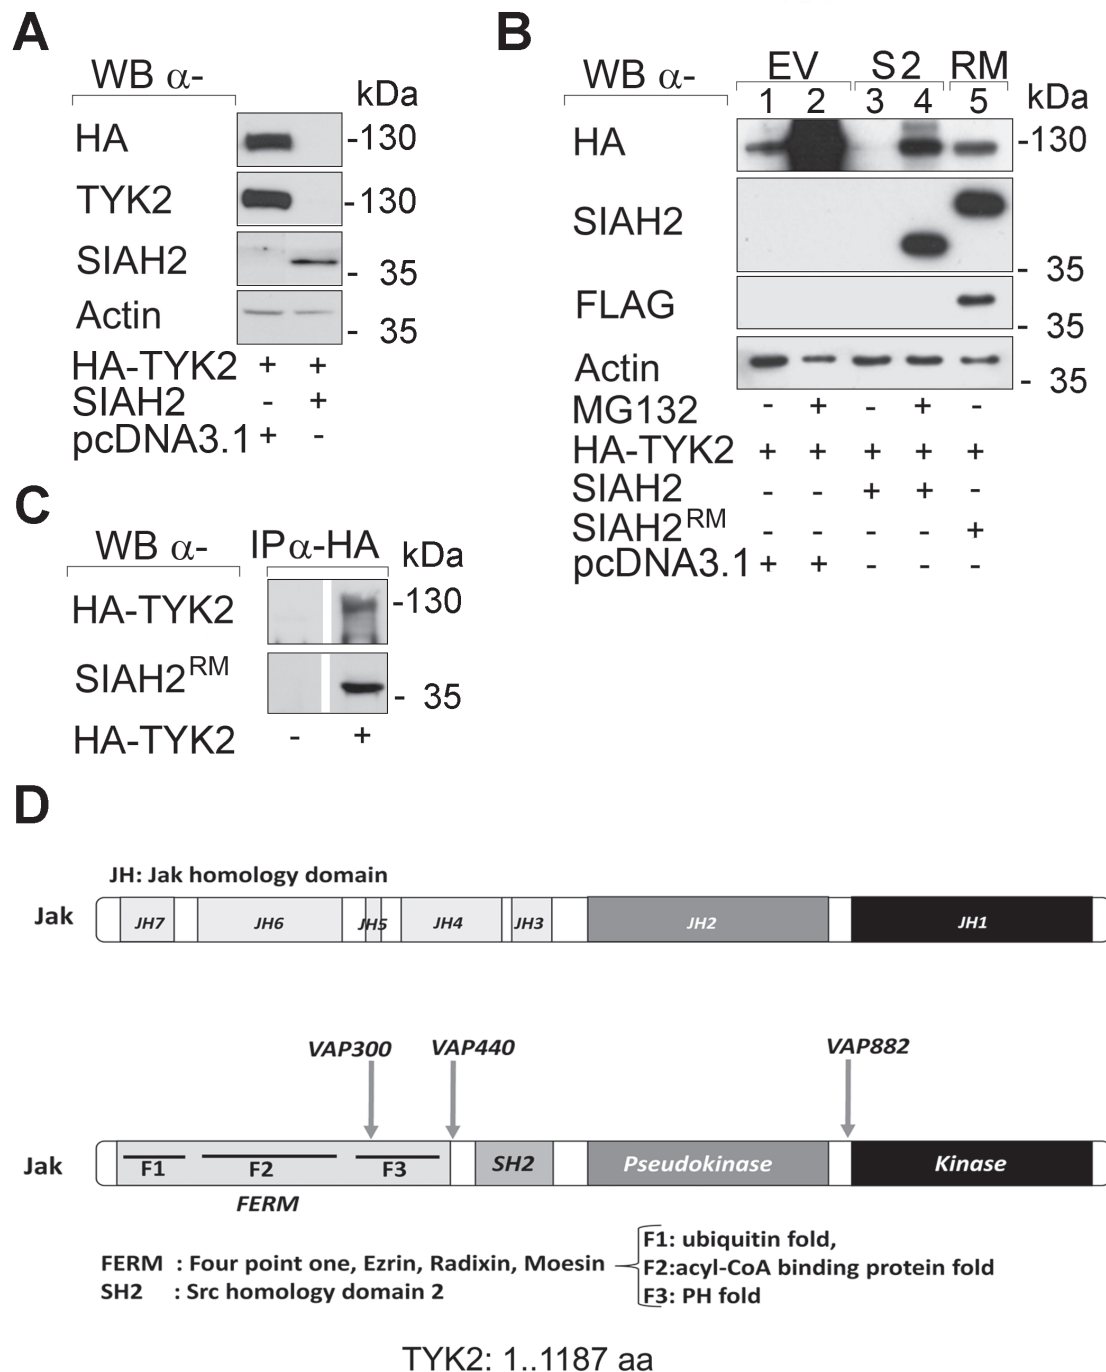 A
WB α-
kDa
HA
-130
TYK2
-130
SIAH2
- 35
Actin
- 35
HA-TYK2 + +
SIAH2 - +
pcDNA3.1 + -
B
WB α-
EV S2 RM
1 2 3 4 5 kDa
HA
-130
SIAH2
- 35
FLAG
- 35
Actin
- 35
MG132 - + - + -
HA-TYK2 + + + + +
SIAH2 - - + + -
SIAH2RM - - - - +
pcDNA3.1 + + - - -
C
WB α- IPα-HA kDa
HA-TYK2 -130
SIAH2RM - 35
HA-TYK2 - +
D
JH: Jak homology domain
Jak JH7 JH6 JH5 JH4 JH3 JH2 JH1
VAP300 VAP440 VAP882
Jak F1 F2 F3 SH2 Pseudokinase Kinase
FERM
FERM : Four point one, Ezrin, Radixin, Moesin
SH2 : Src homology domain 2
F1: ubiquitin fold,
F2:acyl-CoA binding protein fold
F3: PH fold
TYK2: 1..1187 aa